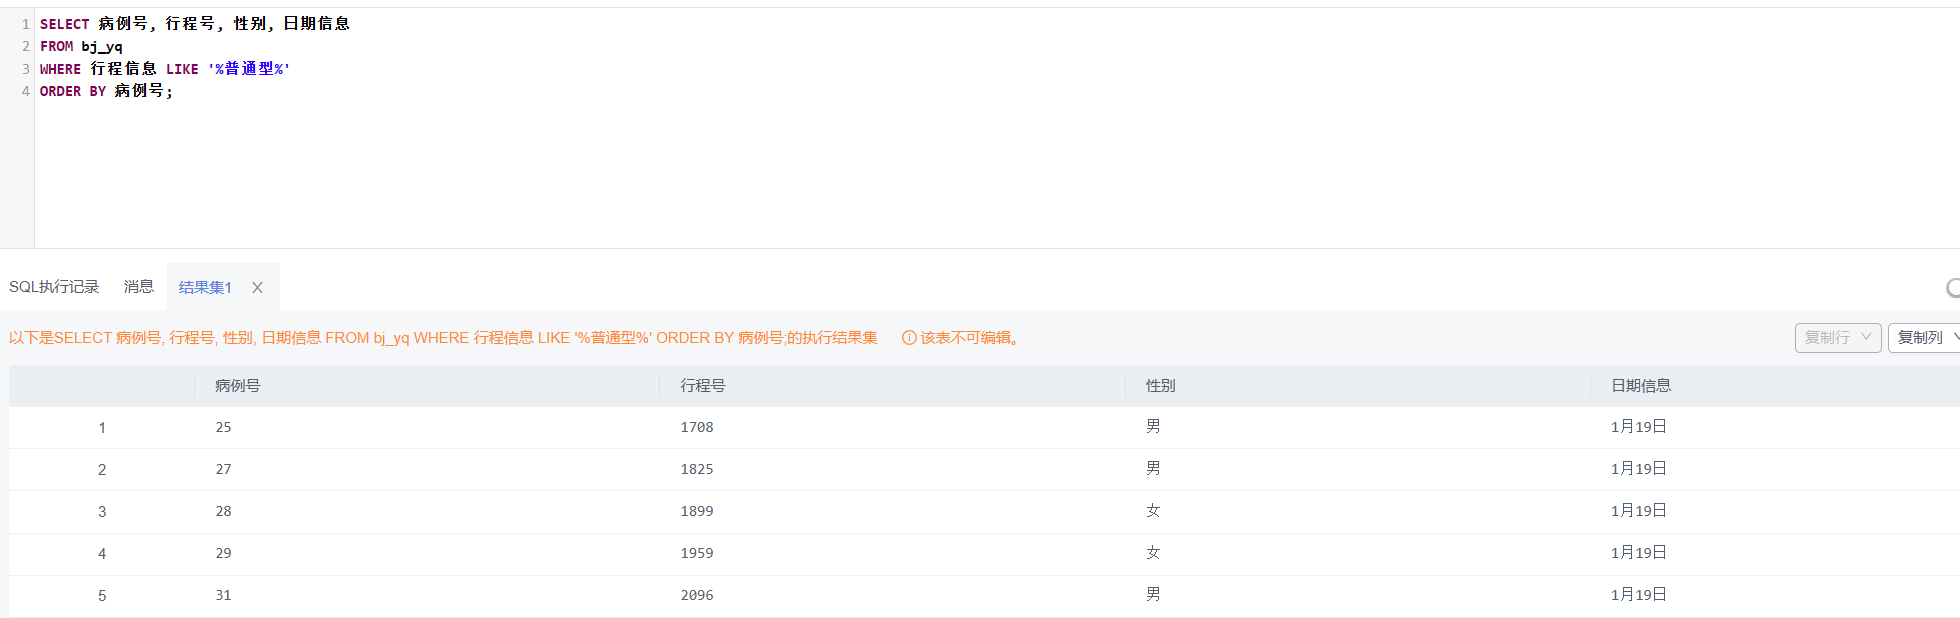 1 SELECT 病例号, 行程号, 性别, 日期信息
2 FROM bj_yq
3 WHERE 行程信息 LIKE '%普通型%'
4 ORDER BY 病例号;
SQL执行记录 消息 结果集1
以下是SELECT 病例号, 行程号, 性别, 日期信息 FROM bj_yq WHERE 行程信息 LIKE '%普通型%' ORDER BY 病例号;的执行结果集 该表不可编辑。 复制行 复制列
病例号 行程号 性别 日期信息
1 25 1708 男 1月19日
2 27 1825 男 1月19日
3 28 1899 女 1月19日
4 29 1959 女 1月19日
5 31 2096 男 1月19日